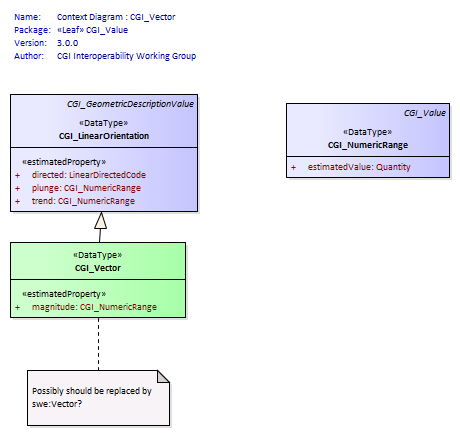 Name: Context Diagram : CGI_Vector
Package: «Leaf» CGI_Value
Version: 3.0.0
Author: CGI Interoperability Working Group
CGI_GeometricDescriptionValue
«DataType»
CGI_LinearOrientation
«estimatedProperty»
+ directed: LinearDirectedCode
+ plunge: CGI_NumericRange
+ trend: CGI_NumericRange
CGI_Value
«DataType»
CGI_NumericRange
+ estimatedValue: Quantity
«DataType»
CGI_Vector
«estimatedProperty»
+ magnitude: CGI_NumericRange
Possibly should be replaced by
swe:Vector?